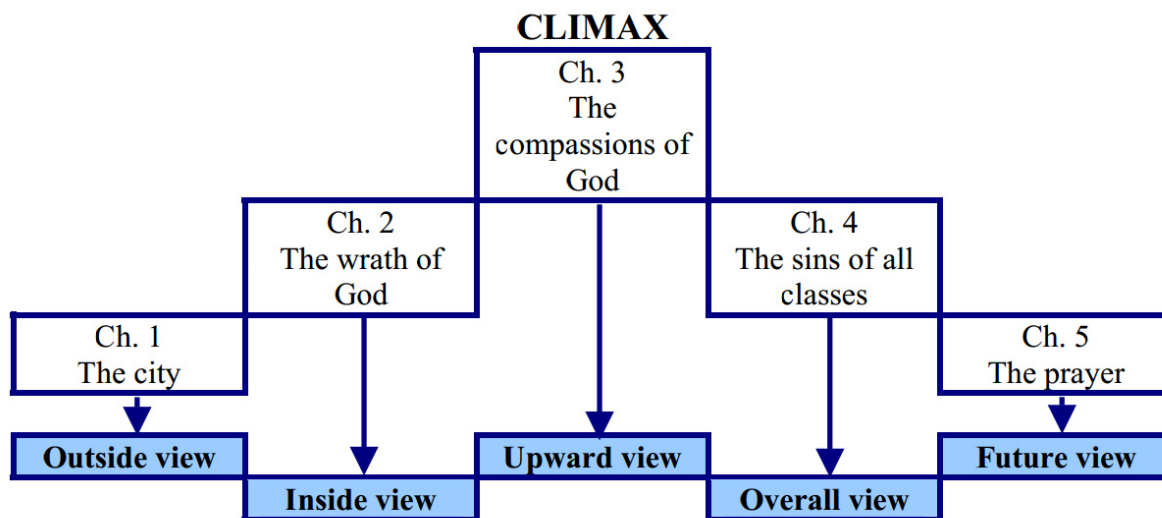 CLIMAX
Ch. 3
The
compassions of
God
Ch. 2
The wrath of
God
Ch. 4
The sins of all
classes
Ch. 1
The city
Ch. 5
The prayer
Outside view
Inside view
Upward view
Overall view
Future view